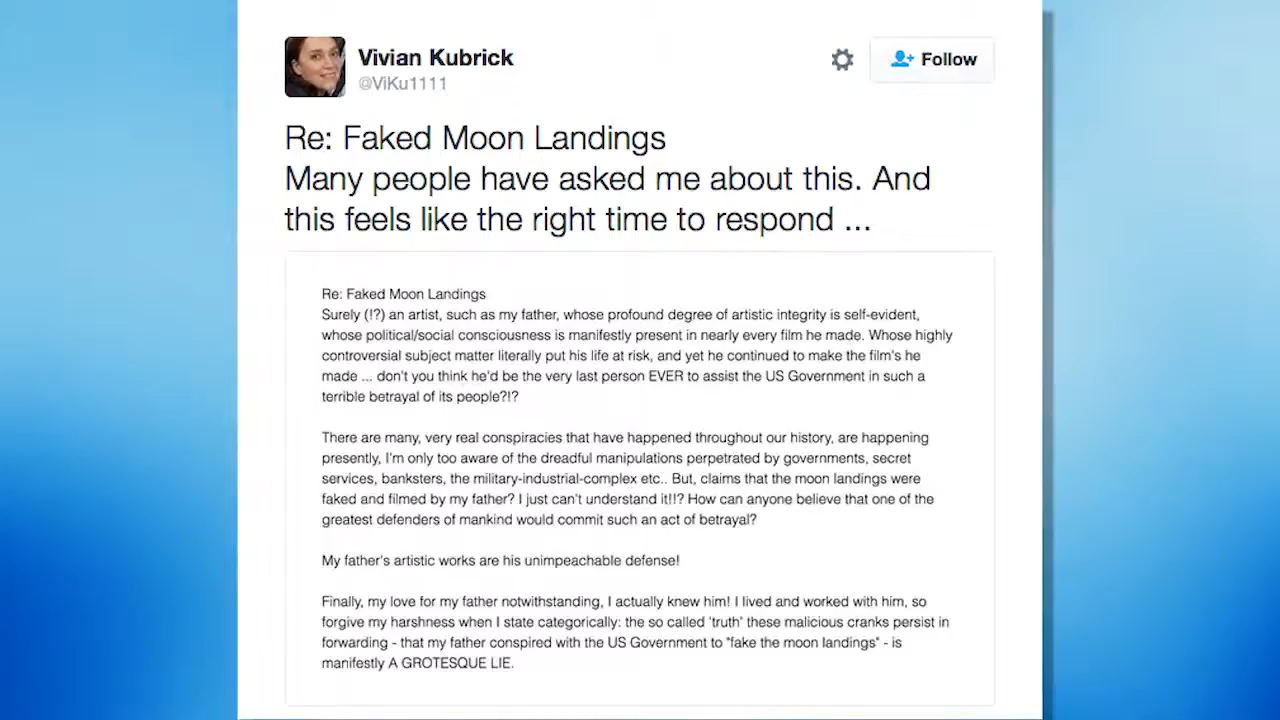 Vivian Kubrick
@ViKu1111
Follow
Re: Faked Moon Landings
Many people have asked me about this. And
this feels like the right time to respond ...
Re: Faked Moon Landings
Surely (!?) an artist, such as my father, whose profound degree of artistic integrity is self-evident,
whose political/social consciousness is manifestly present in nearly every film he made. Whose highly
controversial subject matter literally put his life at risk, and yet he continued to make the film's he
made ... don't you think he'd be the very last person EVER to assist the US Government in such a
terrible betrayal of its people?!?
There are many, very real conspiracies that have happened throughout our history, are happening
presently, I'm only too aware of the dreadful manipulations perpetrated by governments, secret
services, banksters, the military-industrial-complex etc.. But, claims that the moon landings were
faked and filmed by my father? I just can't understand it!!? How can anyone believe that one of the
greatest defenders of mankind would commit such an act of betrayal?
My father's artistic works are his unimpeachable defense!
Finally, my love for my father notwithstanding, I actually knew him! I lived and worked with him, so
forgive my harshness when I state categorically: the so called 'truth' these malicious cranks persist in
forwarding - that my father conspired with the US Government to "fake the moon landings" - is
manifestly A GROTESQUE LIE.